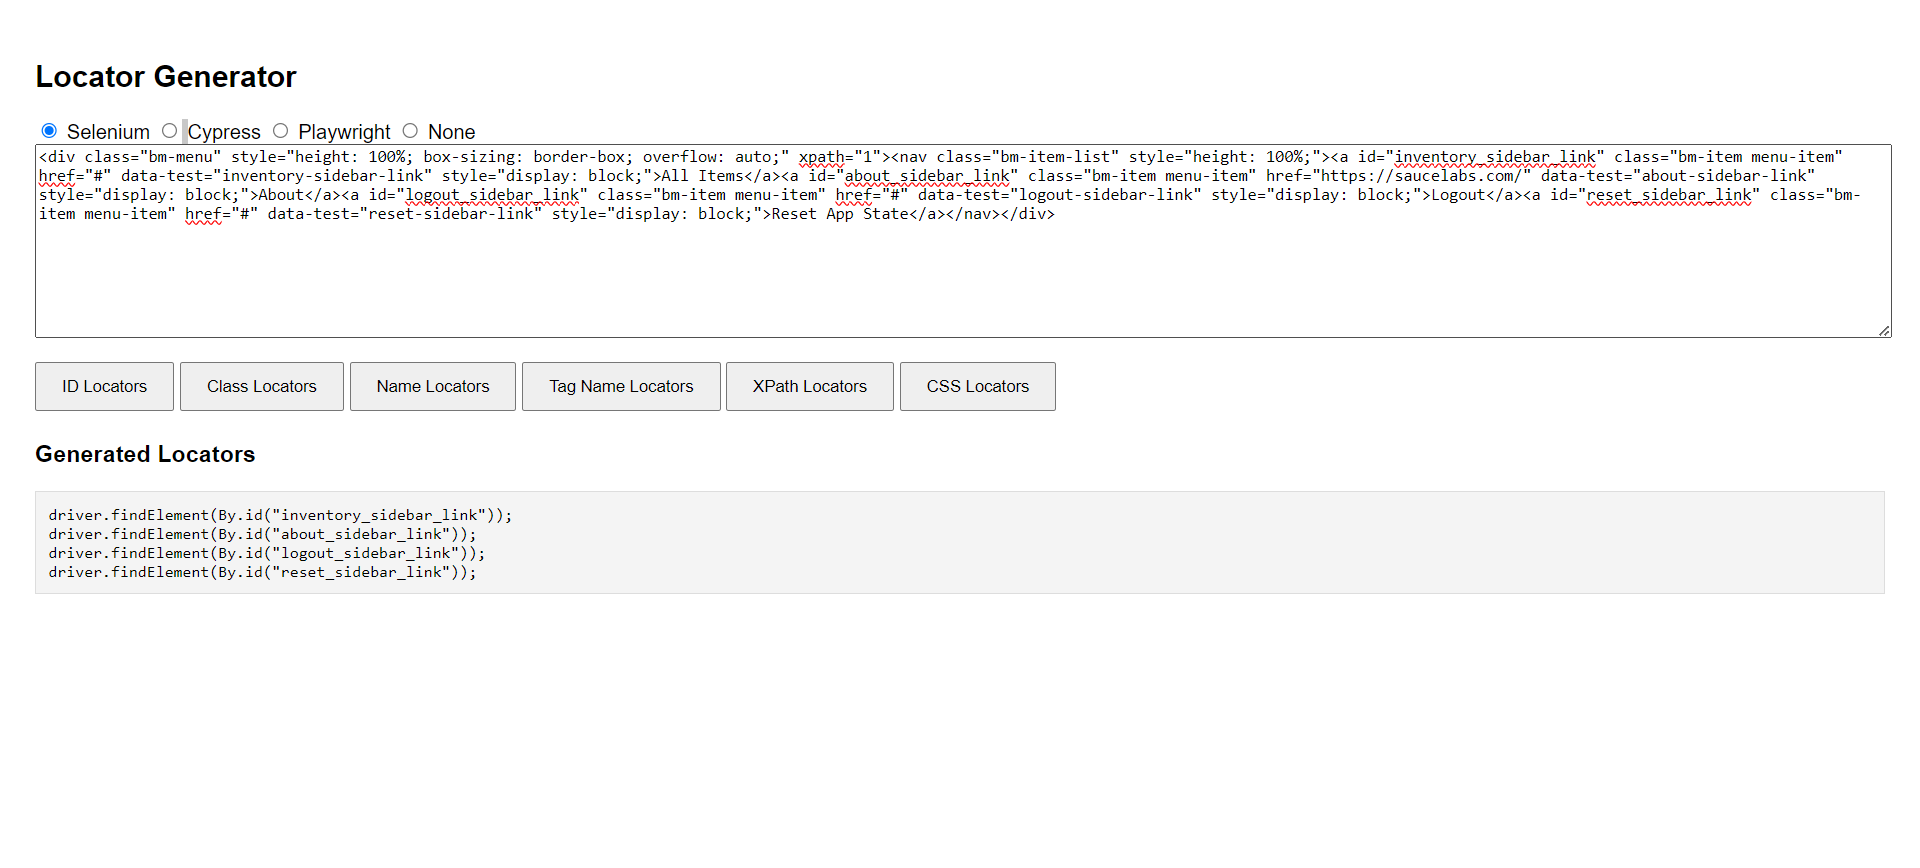 Locator Generator
Selenium Cypress Playwright None
<div class="bm-menu" style="height: 100%; box-sizing: border-box; overflow: auto;" xpath="1"><nav class="bm-item-list" style="height: 100%;"><a id="inventory_sidebar_link" class="bm-item menu-item"
href="#" data-test="inventory-sidebar-link" style="display: block;">All Items</a><a id="about_sidebar_link" class="bm-item menu-item" href="https://saucelabs.com/" data-test="about-sidebar-link"
style="display: block;">About</a><a id="logout_sidebar_link" class="bm-item menu-item" href="#" data-test="logout-sidebar-link" style="display: block;">Logout</a><a id="reset_sidebar_link" class="bm-
item menu-item" href="#" data-test="reset-sidebar-link" style="display: block;">Reset App State</a></nav></div>
ID Locators Class Locators Name Locators Tag Name Locators XPath Locators CSS Locators
Generated Locators
driver.findElement(By.id("inventory_sidebar_link"));
driver.findElement(By.id("about_sidebar_link"));
driver.findElement(By.id("logout_sidebar_link"));
driver.findElement(By.id("reset_sidebar_link"));